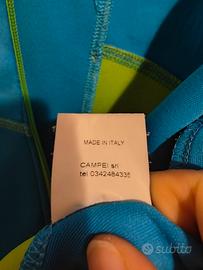 MADE IN ITALY
CAMPEI srl
tel 0342484335
subito